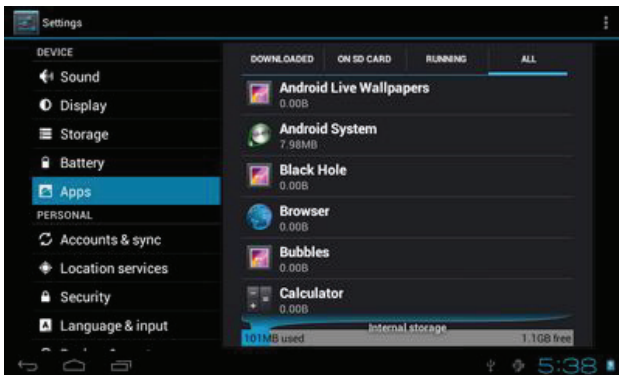 Settings
DEVICE
Sound
Display
Storage
Battery
Apps
PERSONAL
Accounts & sync
Location services
Security
Language & input
DOWNLOADED ON SD CARD RUNNING ALL
Android Live Wallpapers
0.00B
Android System
7.98MB
Black Hole
0.00B
Browser
0.00B
Bubbles
0.00B
Calculator
0.00B
Internal storage
101MB used 1.1GB free
5:38